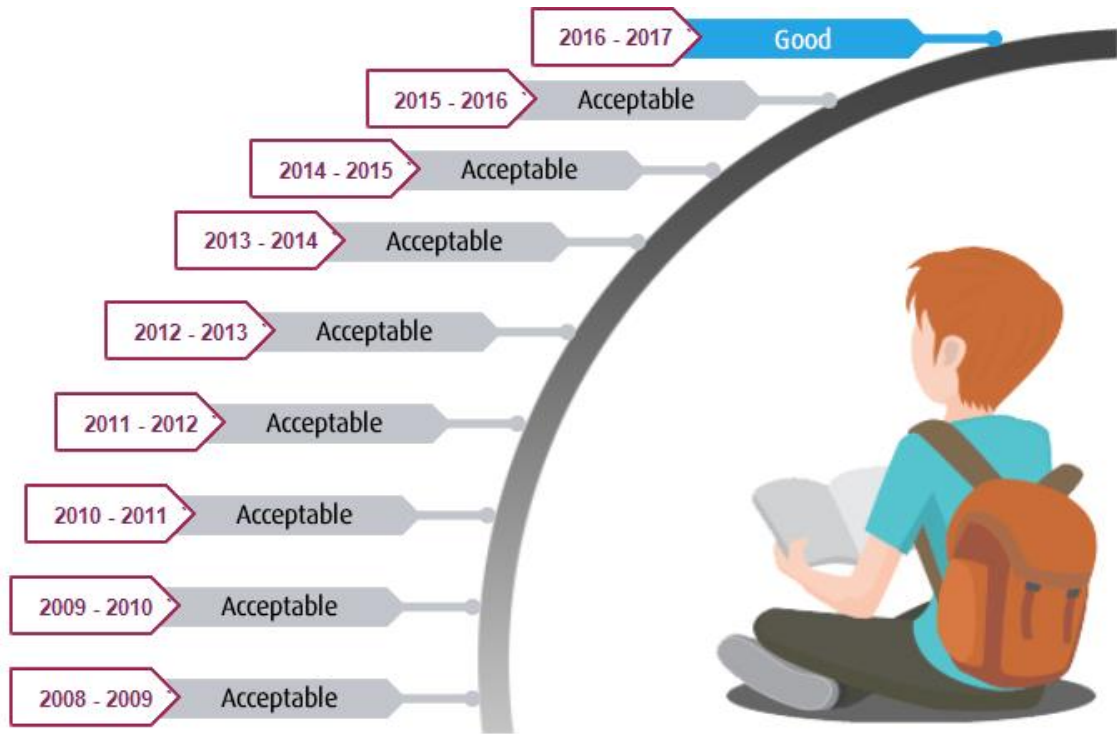 2016 - 2017 Good
2015 - 2016 Acceptable
2014 - 2015 Acceptable
2013 - 2014 Acceptable
2012 - 2013 Acceptable
2011 - 2012 Acceptable
2010 - 2011 Acceptable
2009 - 2010 Acceptable
2008 - 2009 Acceptable